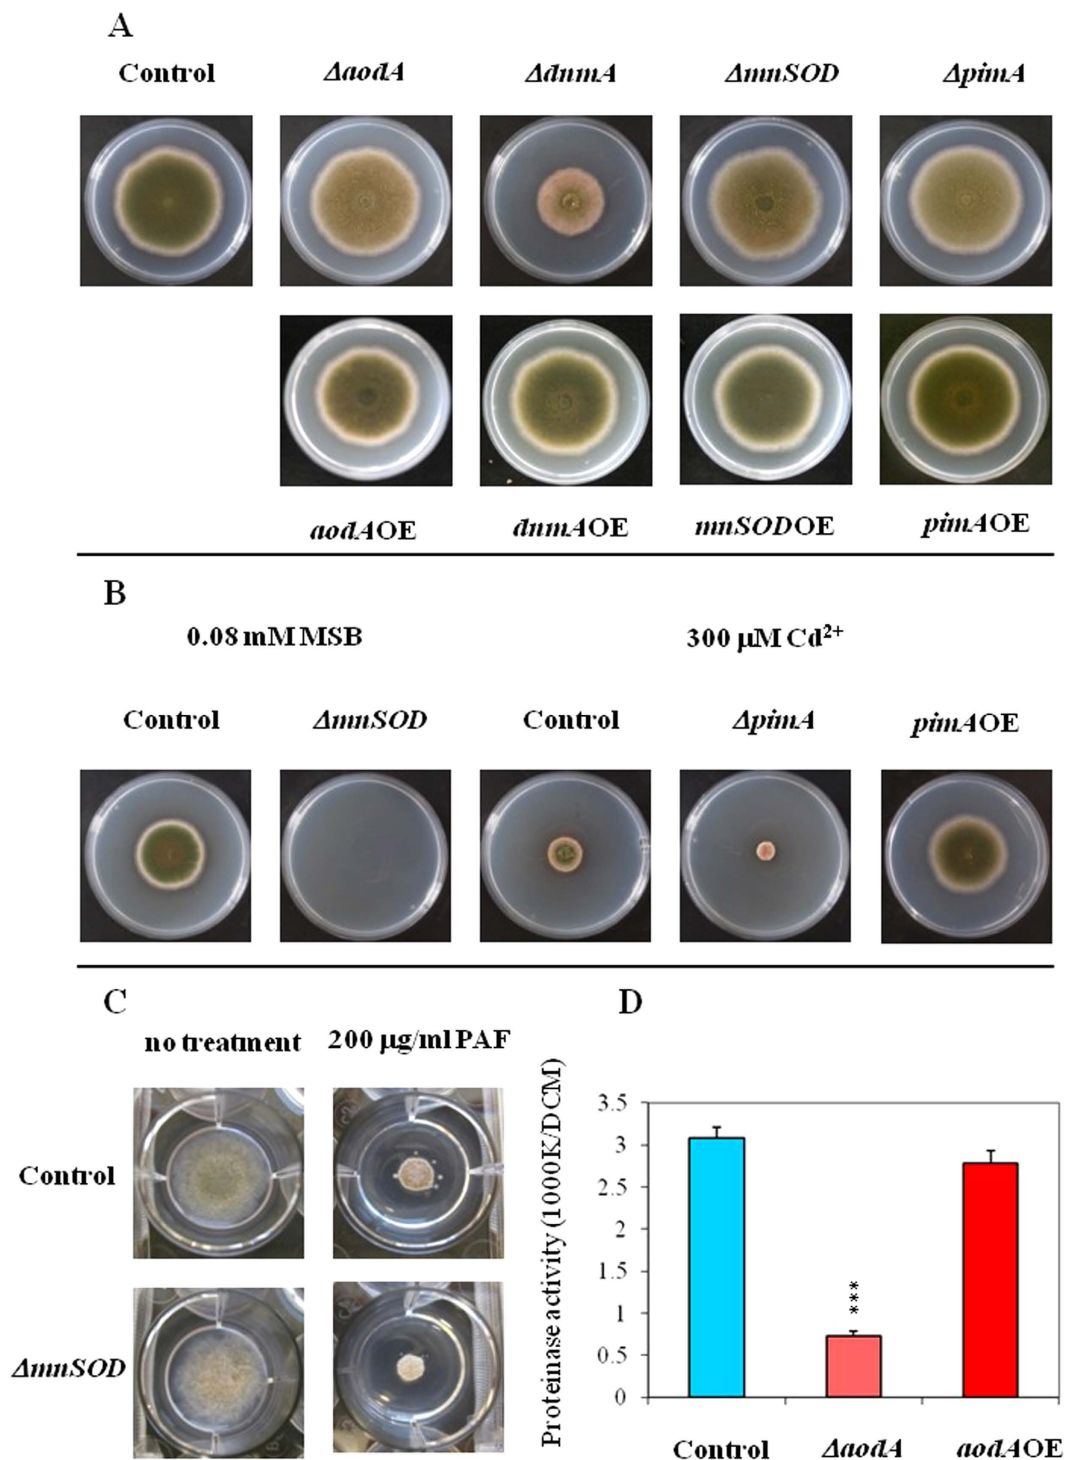 A
Control ΔaodA ΔdnmA ΔmnSOD ΔpimA
aodAOE dnmAOE mnSODOE pimAOE
B
0.08 mM MSB 300 μM Cd²⁺
Control ΔmnSOD Control ΔpimA pimAOE
C
no treatment 200 μg/ml PAF
Control
ΔmnSOD
D
Proteinase activity (1000K/DCM)
3.5
3
2.5
2
1.5
1
0.5
0
***
Control ΔaodA aodAOE